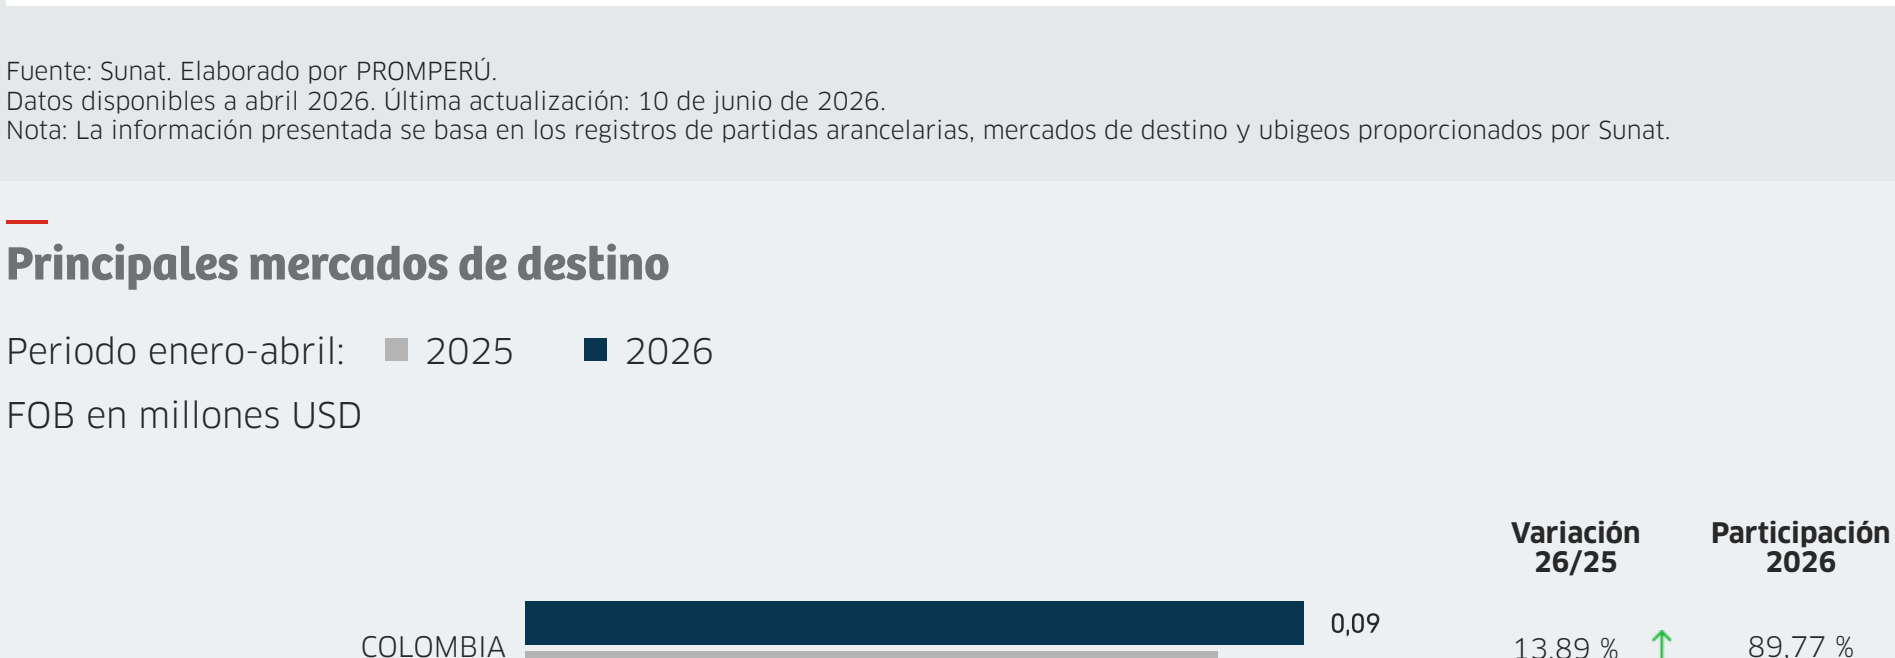 Fuente: Sunat. Elaborado por PROMPERÚ.
Datos disponibles a abril 2026. Última actualización: 10 de junio de 2026.
Nota: La información presentada se basa en los registros de partidas arancelarias, mercados de destino y ubigeos proporcionados por Sunat.
Principales mercados de destino
Periodo enero-abril: 2025 2026
FOB en millones USD
Variación Participación
26/25 2026
0,09
COLOMBIA 13,89 % 89,77 %